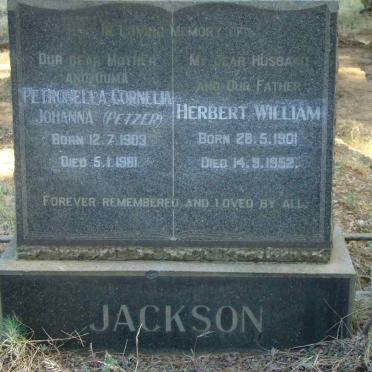 In Loving Memory of
Our dear Mother
and Ouma
Petronella Cornelia
Johanna (Petzer)
Born 12.7.1903
Died 5.1.1981
My dear Husband
and Our Father
Herbert William
Born 28.5.1901
Died 14.9.1952.
Forever remembered and loved by all.
Jackson